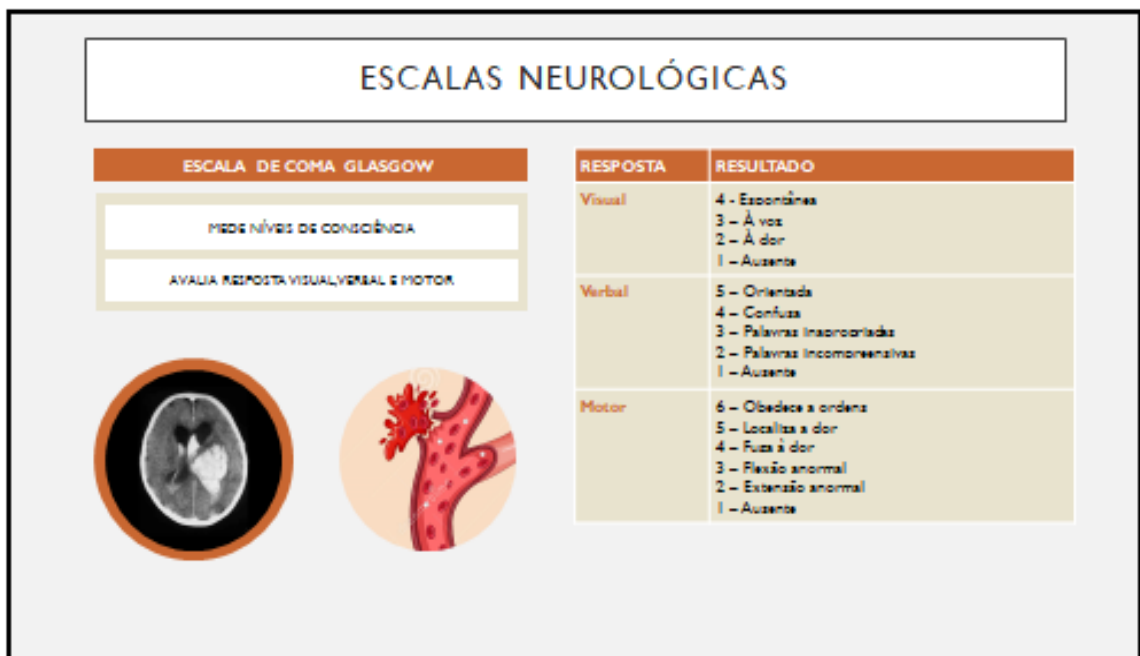 ESCALAS NEUROLÓGICAS
ESCALA DE COMA GLASGOW
MEDE NÍVEIS DE CONSCIÊNCIA
AVALIA RESPOSTA VISUAL,VERBAL E MOTOR
RESPOSTA RESULTADO
Visual
4 - Espontânea
3 – À voz
2 – À dor
1 – Ausente
Verbal
5 – Orientada
4 – Confusa
3 – Palavras inapropriadas
2 – Palavras incompreensivas
1 – Ausente
Motor
6 – Obedece a ordens
5 – Localiza a dor
4 – Fuga à dor
3 – Flexão anormal
2 – Extensão anormal
1 – Ausente